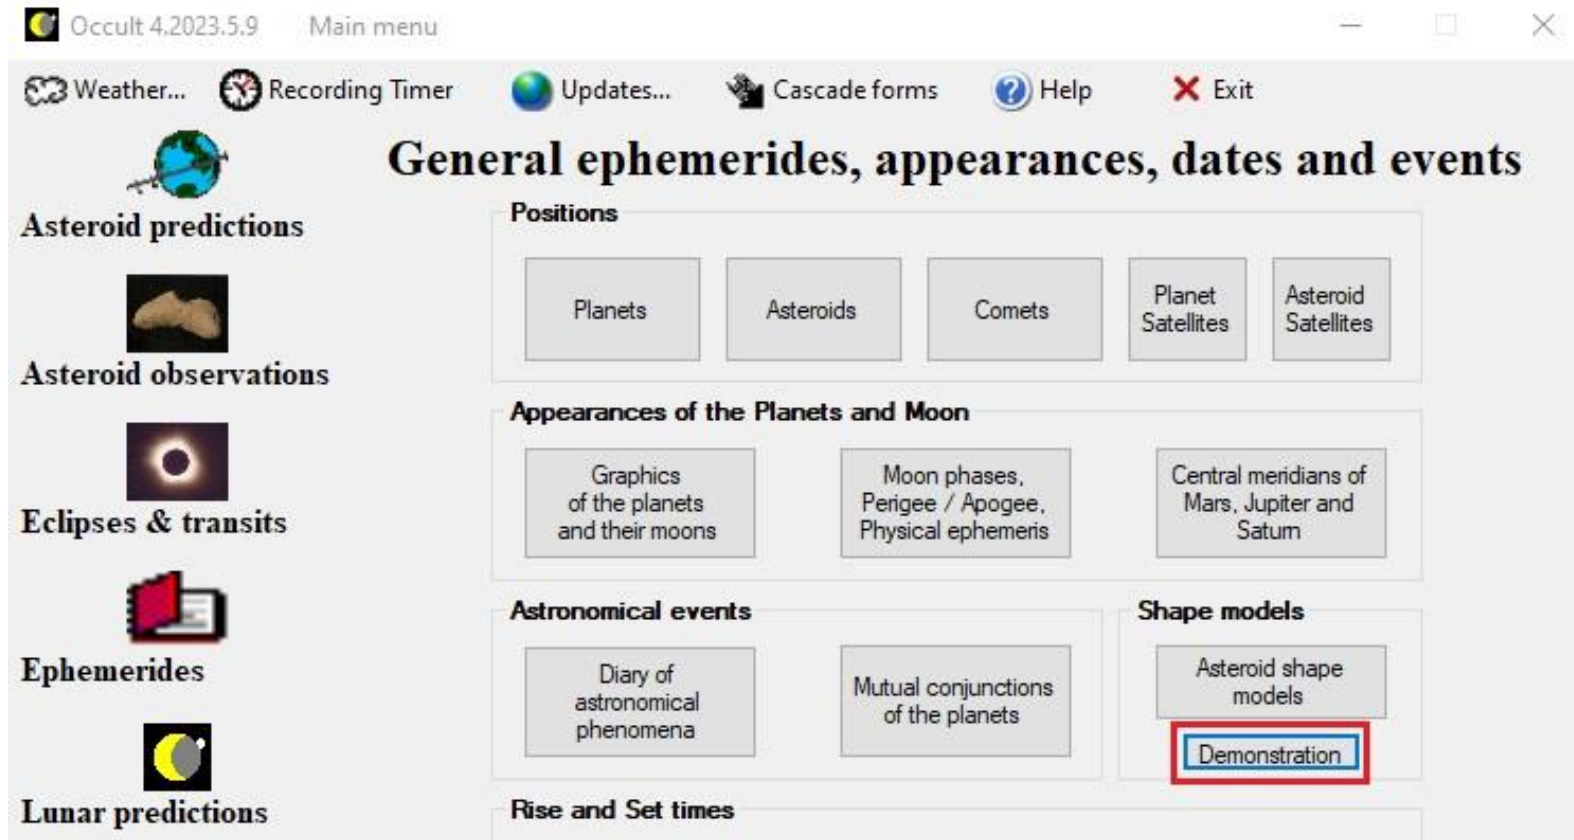 Occult 4.2023.5.9 Main menu
Weather... Recording Timer Updates... Cascade forms Help Exit
General ephemerides, appearances, dates and events
Asteroid predictions
Asteroid observations
Eclipses & transits
Ephemerides
Lunar predictions
Positions
Planets
Asteroids
Comets
Planet
Satellites
Asteroid
Satellites
Appearances of the Planets and Moon
Graphics
of the planets
and their moons
Moon phases,
Perigee / Apogee,
Physical ephemeris
Central meridians of
Mars, Jupiter and
Saturn
Astronomical events
Diary of
astronomical
phenomena
Mutual conjunctions
of the planets
Shape models
Asteroid shape
models
Demonstration
Rise and Set times